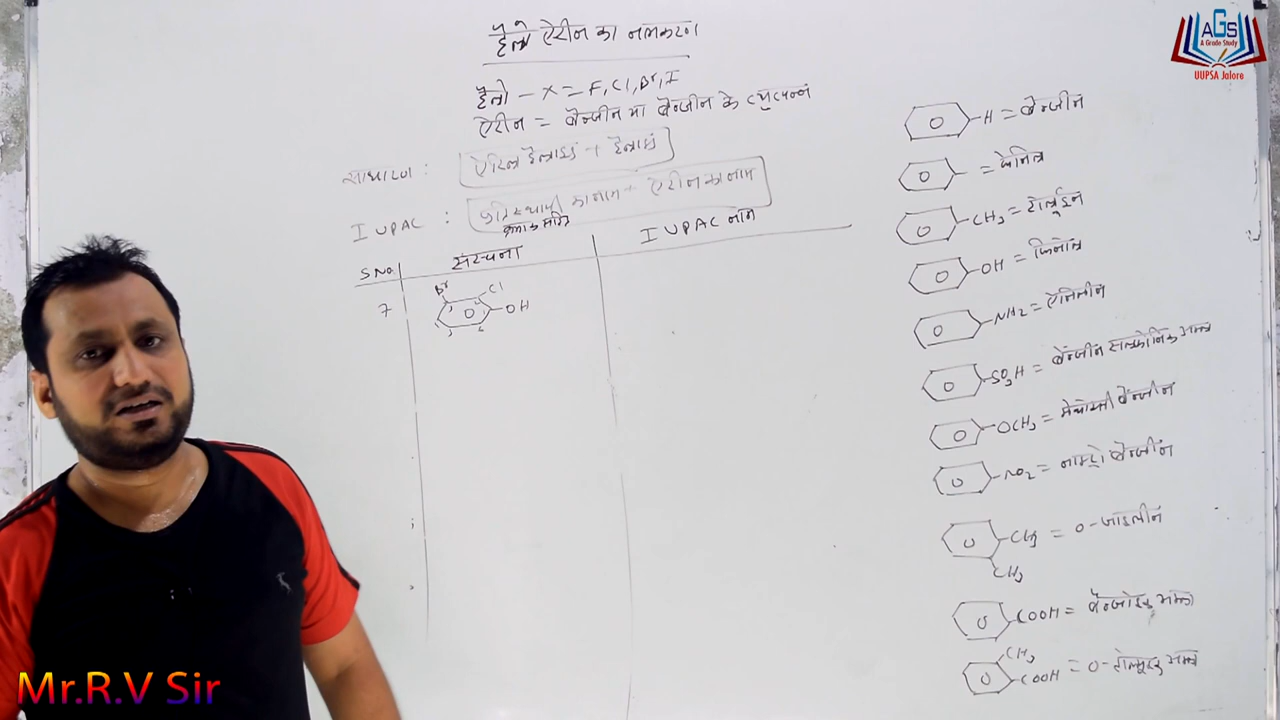 हैलो ऐरीन का नामकरण
हैलो - X = F, Cl, Br, I
ऐरीन = बेन्जीन या बेन्जीन के व्युत्पन्न
साधारण : ऐरिल हैलाइड +
IUPAC : प्रतिस्थापी का नाम + ऐरीन का नाम
क्रमांक सहित
S No. संरचना IUPAC नाम
7 Br Cl OH
H = बेन्जीन
= फेनिल
CH3 = टोलुईन
OH = फिनॉल
NH2 = ऐनिलीन
SO3H = बेन्जीन सल्फोनिक अम्ल
OCH3 = मेथोक्सी बेन्जीन
NO2 = नाइट्रो बेन्जीन
CH3 = O-जाइलीन
CH3
COOH = बेन्जोइक अम्ल
CH3
COOH = O-टोलूइक अम्ल
AGS
A Grade Study
UUPSA Jalore
Mr.R.V Sir